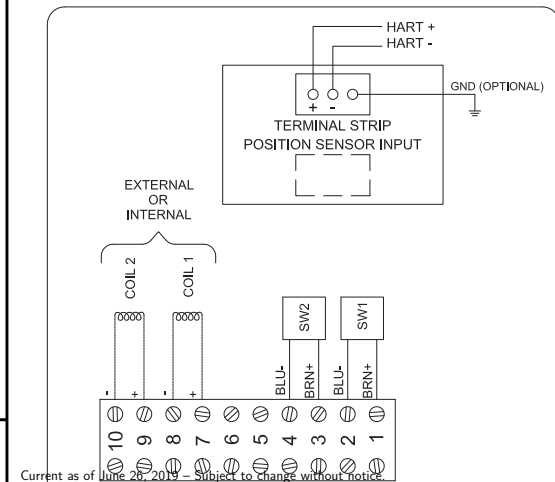 HART +
HART -
GND (OPTIONAL)
+ -
TERMINAL STRIP
POSITION SENSOR INPUT
EXTERNAL
OR
INTERNAL
COIL 2
COIL 1
SW2
SW1
BLU-
BRN+
BLU-
BRN+
- + - +
10 9 8 7 6 5 4 3 2 1
Current as of June 26, 2019 – Subject to change without notice.